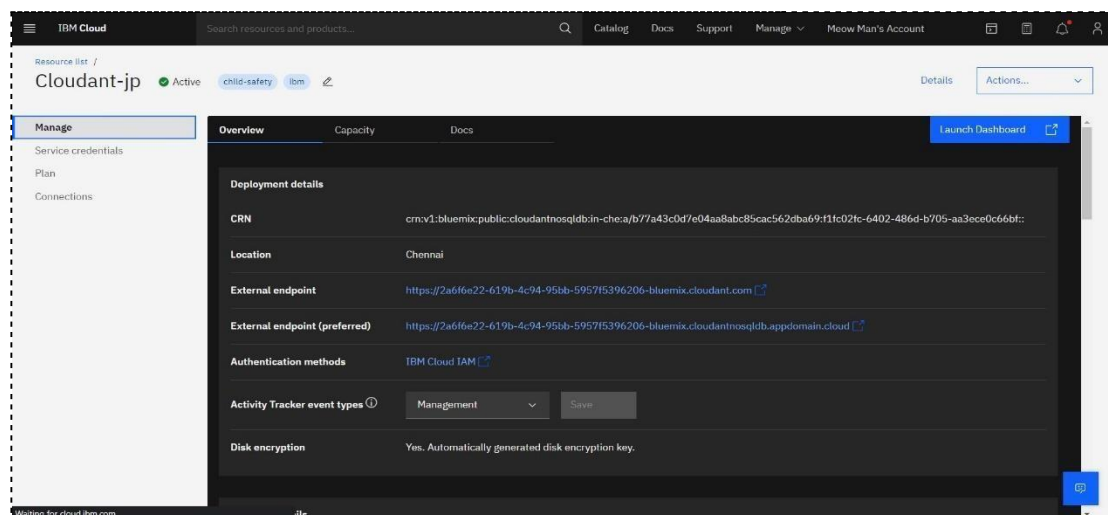 IBM Cloud Search resources and products... Catalog Docs Support Manage Meow Man's Account
Resource list /
Cloudant-jp Active child-safety ibm Details Actions...
Manage Overview Capacity Docs Launch Dashboard
Service credentials
Plan Deployment details
Connections
CRN crn:v1:bluemix:public:cloudantnosqldb:in-che:a/b77a43c0d7e04aa8abc85cac562dba69:f1fc02fc-6402-486d-b705-aa3ece0c66bf::
Location Chennai
External endpoint https://2a6f6e22-619b-4c94-95bb-5957f5396206-bluemix.cloudant.com
External endpoint (preferred) https://2a6f6e22-619b-4c94-95bb-5957f5396206-bluemix.cloudantnosqldb.appdomain.cloud
Authentication methods IBM Cloud IAM
Activity Tracker event types Management Save
Disk encryption Yes. Automatically generated disk encryption key.
Waiting for cloud.ibm.com